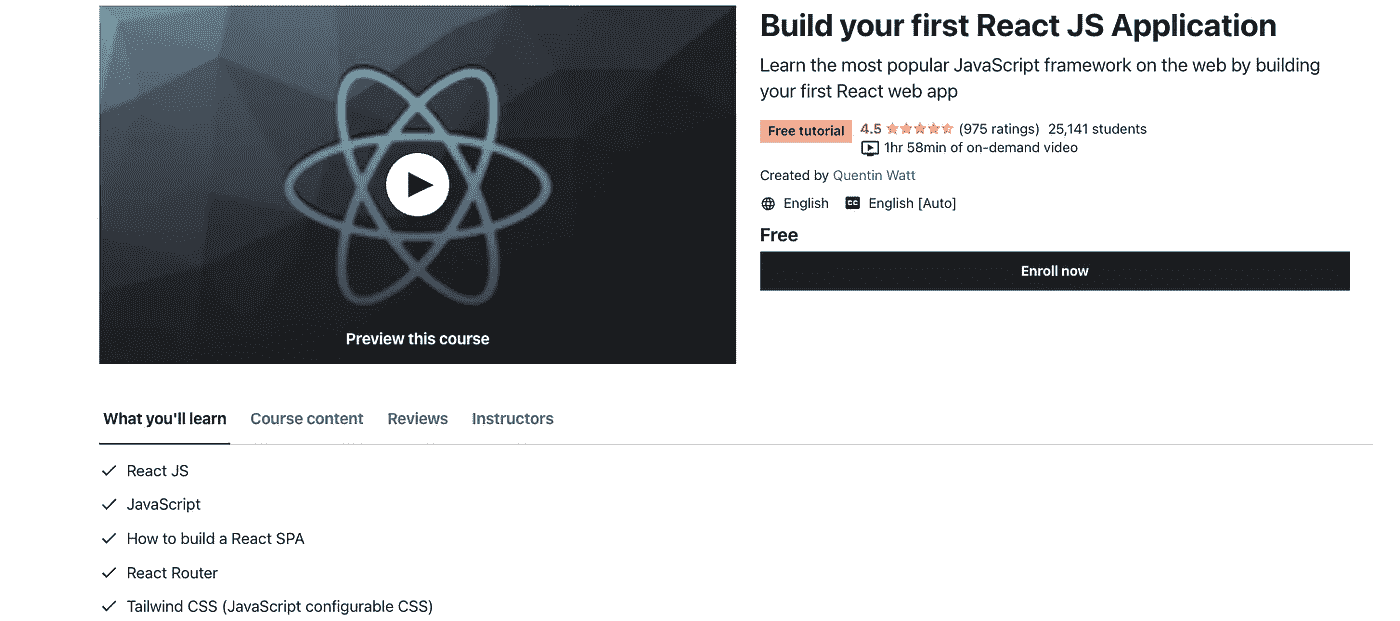 Build your first React JS Application
Learn the most popular JavaScript framework on the web by building
your first React web app
Free tutorial 4.5 (975 ratings) 25,141 students
1hr 58min of on-demand video
Created by Quentin Watt
English CC English [Auto]
Free
Enroll now
Preview this course
What you'll learn Course content Reviews Instructors
React JS
JavaScript
How to build a React SPA
React Router
Tailwind CSS (JavaScript configurable CSS)